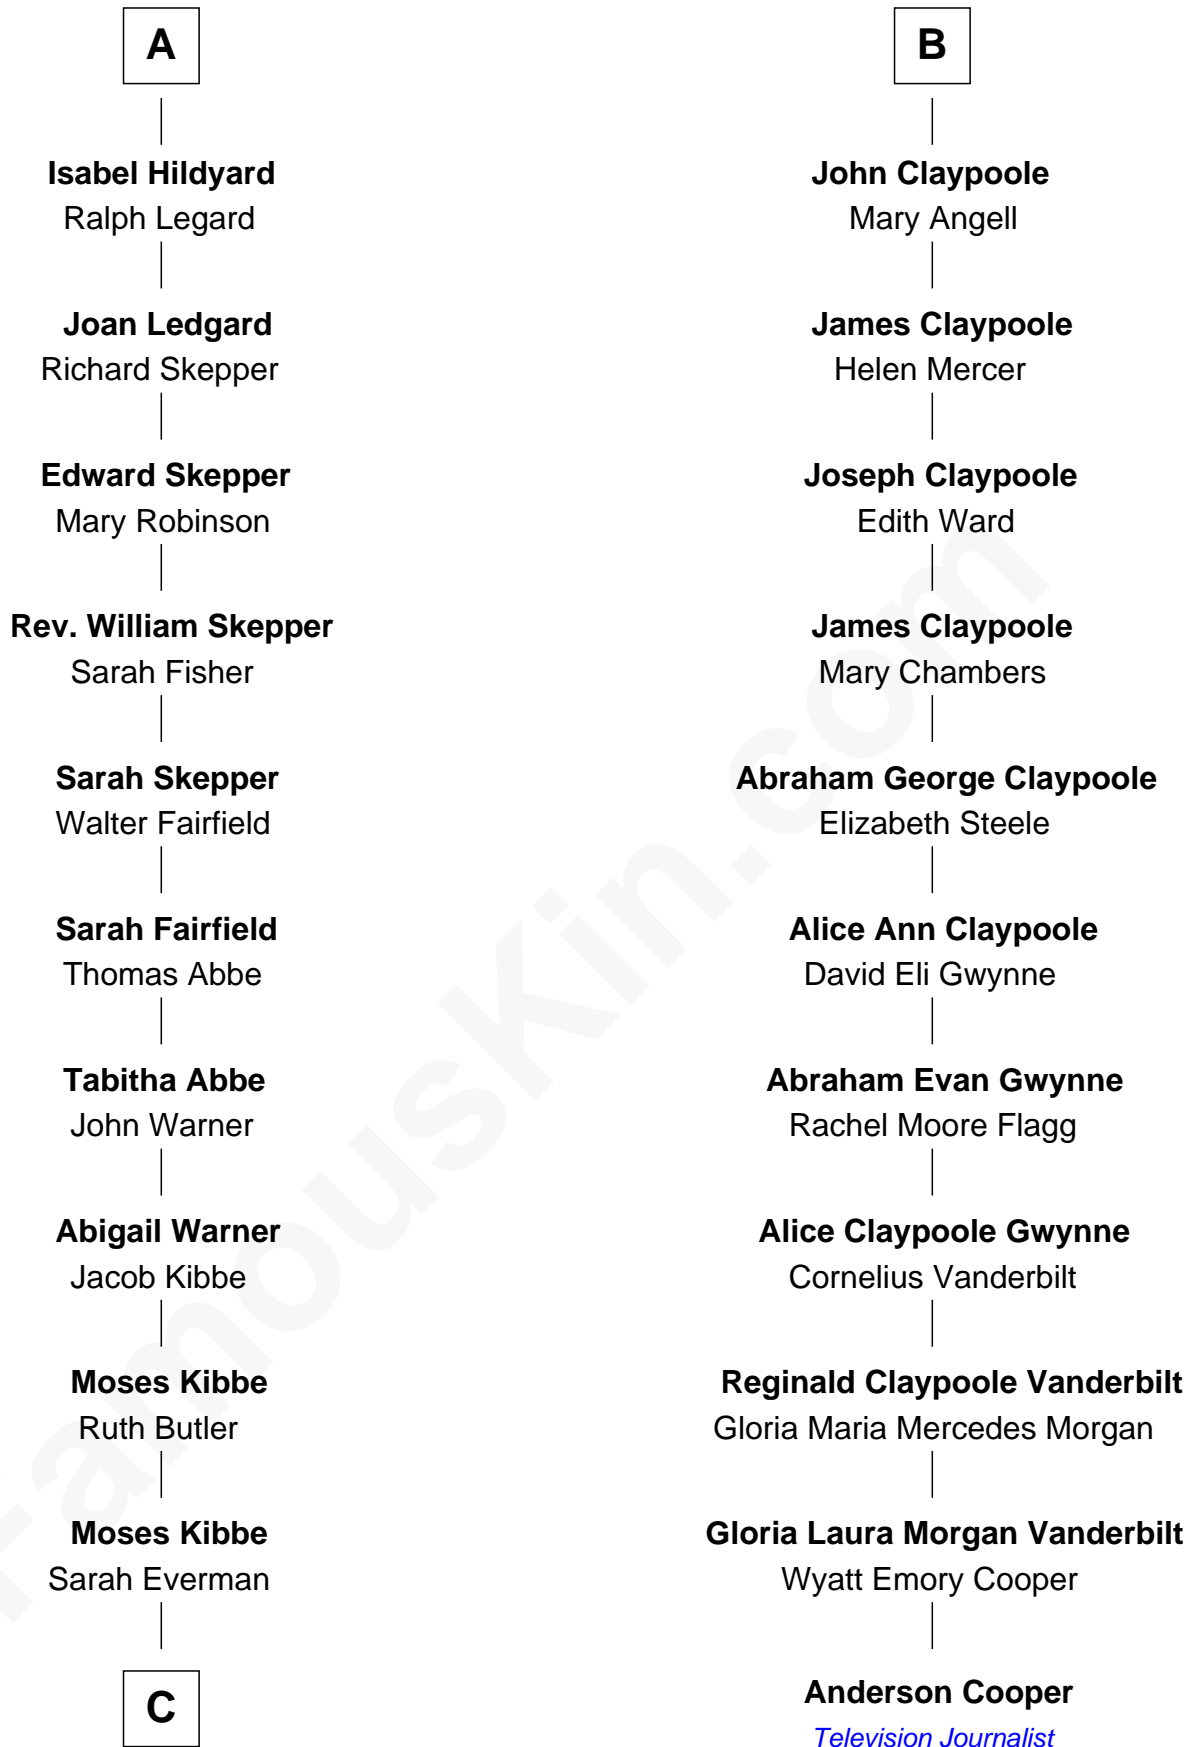 A
Isabel Hildyard
Ralph Legard
Joan Ledgard
Richard Skepper
Edward Skepper
Mary Robinson
Rev. William Skepper
Sarah Fisher
Sarah Skepper
Walter Fairfield
Sarah Fairfield
Thomas Abbe
Tabitha Abbe
John Warner
Abigail Warner
Jacob Kibbe
Moses Kibbe
Ruth Butler
Moses Kibbe
Sarah Everman
C
B
John Claypoole
Mary Angell
James Claypoole
Helen Mercer
Joseph Claypoole
Edith Ward
James Claypoole
Mary Chambers
Abraham George Claypoole
Elizabeth Steele
Alice Ann Claypoole
David Eli Gwynne
Abraham Evan Gwynne
Rachel Moore Flagg
Alice Claypoole Gwynne
Cornelius Vanderbilt
Reginald Claypoole Vanderbilt
Gloria Maria Mercedes Morgan
Gloria Laura Morgan Vanderbilt
Wyatt Emory Cooper
Anderson Cooper
Television Journalist
FamousKin.com